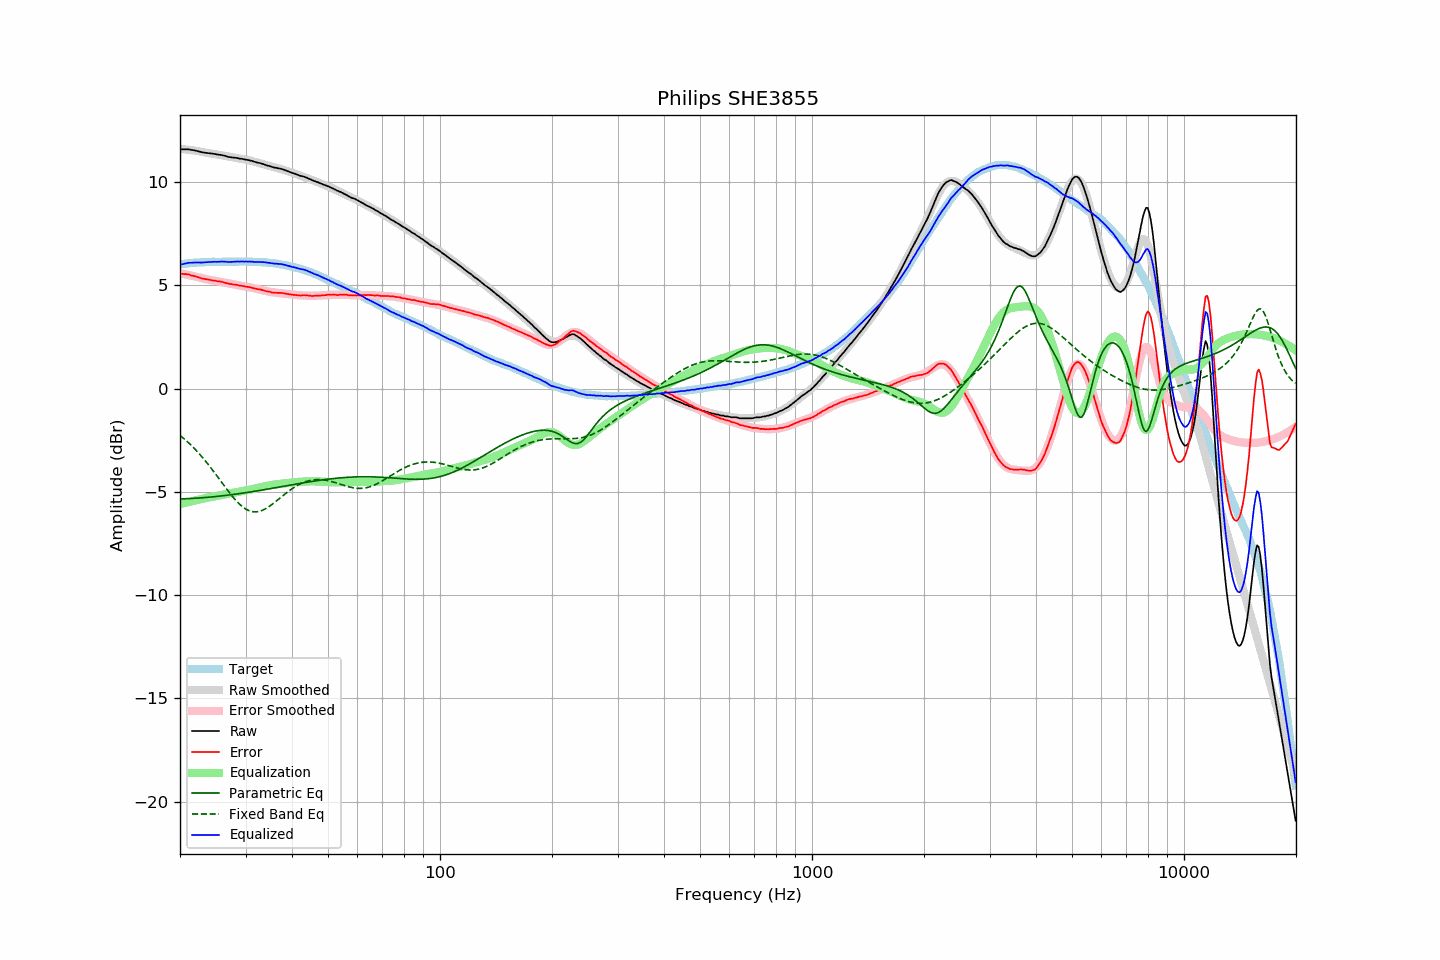 Philips SHE3855
Amplitude (dBr)
10
5
0
−5
−10
−15
−20
Target
Raw Smoothed
Error Smoothed
Raw
Error
Equalization
Parametric Eq
Fixed Band Eq
Equalized
100
1000
10000
Frequency (Hz)